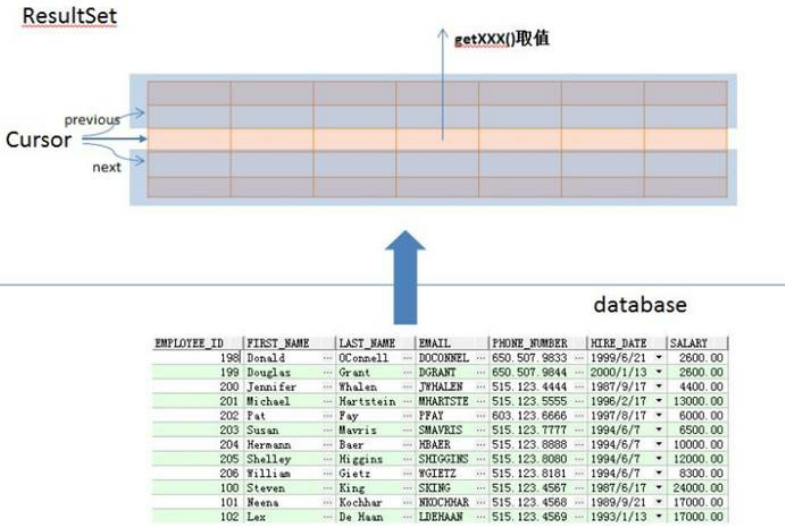 ResultSet
getXXX()取值
previous
Cursor
next
database
EMPLOYEE_ID FIRST_NAME LAST_NAME EMAIL PHONE_NUMBER HIRE_DATE SALARY
198 Donald ... OConnell ... DOCONNEL ... 650.507.9833 ... 1999/6/21 2600.00
199 Douglas ... Grant ... DGRANT ... 650.507.9844 ... 2000/1/13 2600.00
200 Jennifer ... Whalen ... JWHALEN ... 515.123.4444 ... 1987/9/17 4400.00
201 Michael ... Hartstein ... MHARTSTE ... 515.123.5555 ... 1996/2/17 13000.00
202 Pat ... Fay ... PFAY ... 603.123.6666 ... 1997/8/17 6000.00
203 Susan ... Mavris ... SMAVRIS ... 515.123.7777 ... 1994/6/7 6500.00
204 Hermann ... Baer ... HBAER ... 515.123.8888 ... 1994/6/7 10000.00
205 Shelley ... Higgins ... SHIGGINS ... 515.123.8080 ... 1994/6/7 12000.00
206 William ... Gietz ... WGIETZ ... 515.123.8181 ... 1994/6/7 8300.00
100 Steven ... King ... SKING ... 515.123.4567 ... 1987/6/17 24000.00
101 Neena ... Kochhar ... NKOCHHAR ... 515.123.4568 ... 1989/9/21 17000.00
102 Lex ... De Haan ... LDEHAAN ... 515.123.4569 ... 1993/1/13 17000.00